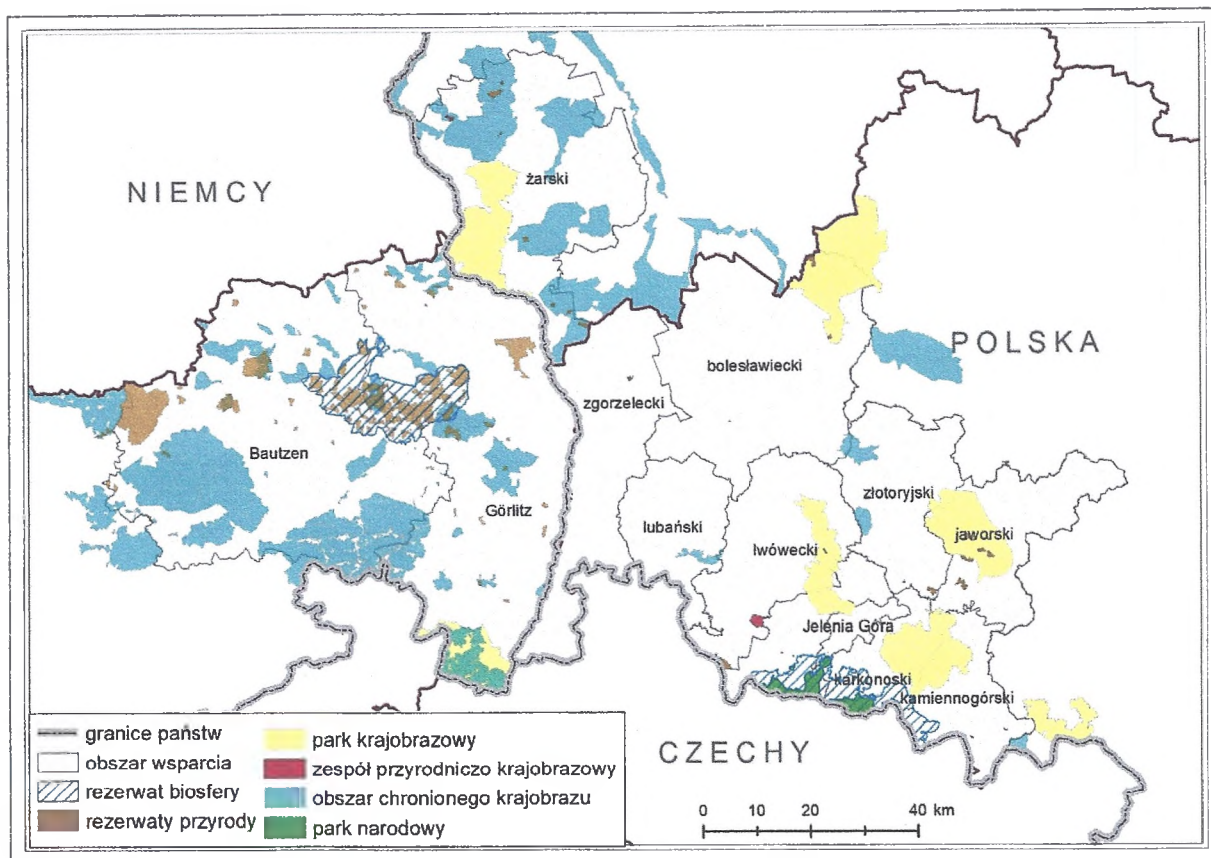 NIEMCY
żarski
POLSKA
bolesławiecki
zgorzelecki
Bautzen
złotoryjski
Görlitz
lubański
lwówecki
jaworski
Jelenia Góra
karkonoski
kamiennogórski
CZECHY
granice państw
obszar wsparcia
rezerwat biosfery
rezerwaty przyrody
park krajobrazowy
zespół przyrodniczo krajobrazowy
obszar chronionego krajobrazu
park narodowy
0 10 20 40 km